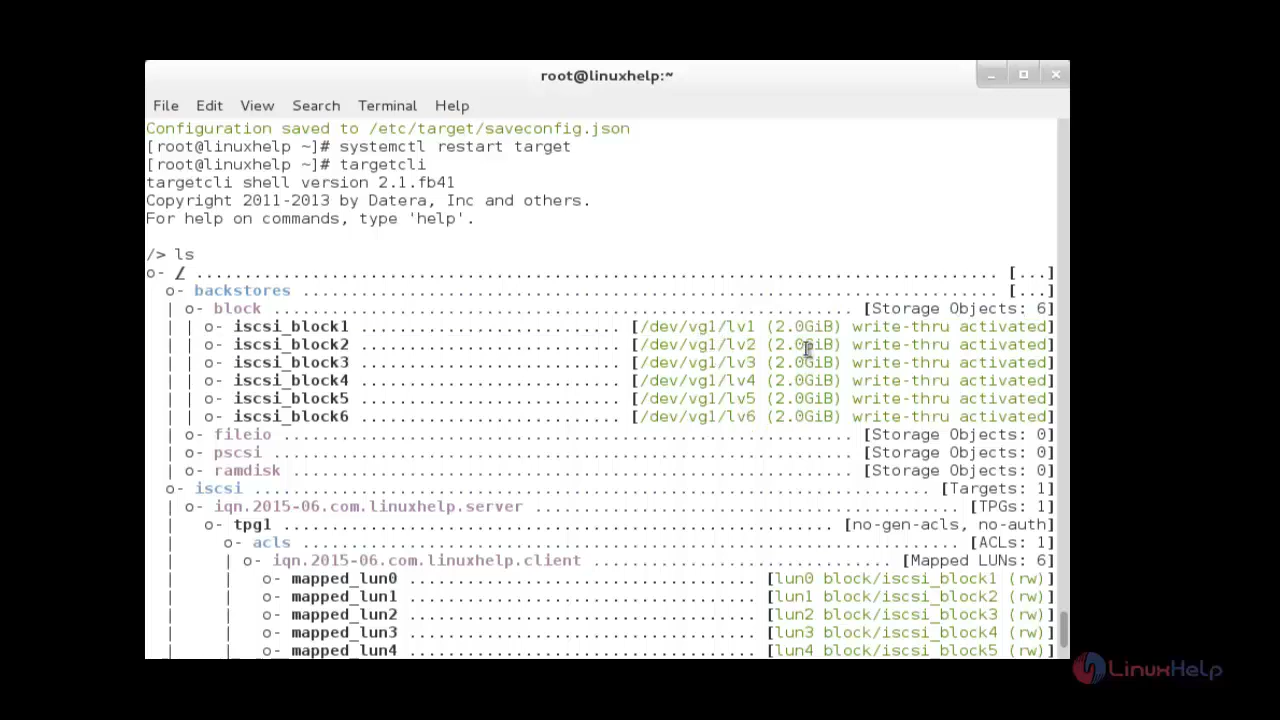 root@linuxhelp:~
File Edit View Search Terminal Help
Configuration saved to /etc/target/saveconfig.json
[root@linuxhelp ~]# systemctl restart target
[root@linuxhelp ~]# targetcli
targetcli shell version 2.1.fb41
Copyright 2011-2013 by Datera, Inc and others.
For help on commands, type 'help'.
/> ls
o- / ................................................................................... [...]
o- backstores ........................................................................ [...]
| o- block ............................................................ [Storage Objects: 6]
| | o- iscsi_block1 ........................... [/dev/vg1/lv1 (2.0GiB) write-thru activated]
| | o- iscsi_block2 ........................... [/dev/vg1/lv2 (2.0GiB) write-thru activated]
| | o- iscsi_block3 ........................... [/dev/vg1/lv3 (2.0GiB) write-thru activated]
| | o- iscsi_block4 ........................... [/dev/vg1/lv4 (2.0GiB) write-thru activated]
| | o- iscsi_block5 ........................... [/dev/vg1/lv5 (2.0GiB) write-thru activated]
| | o- iscsi_block6 ........................... [/dev/vg1/lv6 (2.0GiB) write-thru activated]
| o- fileio ........................................................... [Storage Objects: 0]
| o- pscsi ............................................................ [Storage Objects: 0]
| o- ramdisk .......................................................... [Storage Objects: 0]
o- iscsi ...................................................................... [Targets: 1]
| o- iqn.2015-06.com.linuxhelp.server ............................................ [TPGs: 1]
| o- tpg1 .......................................................... [no-gen-acls, no-auth]
| o- acls .................................................................... [ACLs: 1]
| | o- iqn.2015-06.com.linuxhelp.client ............................... [Mapped LUNs: 6]
| | o- mapped_lun0 .................................... [lun0 block/iscsi_block1 (rw)]
| | o- mapped_lun1 .................................... [lun1 block/iscsi_block2 (rw)]
| | o- mapped_lun2 .................................... [lun2 block/iscsi_block3 (rw)]
| | o- mapped_lun3 .................................... [lun3 block/iscsi_block4 (rw)]
| | o- mapped_lun4 .................................... [lun4 block/iscsi_block5 (rw)]
LinuxHelp